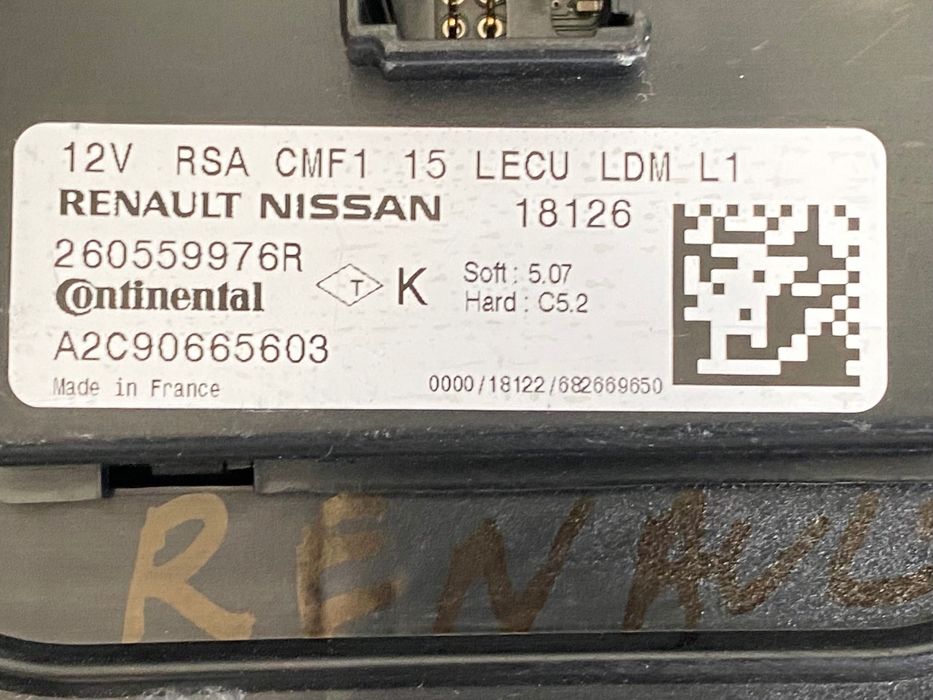 12V RSA CMF1 15 LECU LDM L1
RENAULT NISSAN 18126
260559976R
Continental T K Soft : 5.07
Hard : C5.2
A2C90665603
Made in France 0000/18122/682669650
RENAULT